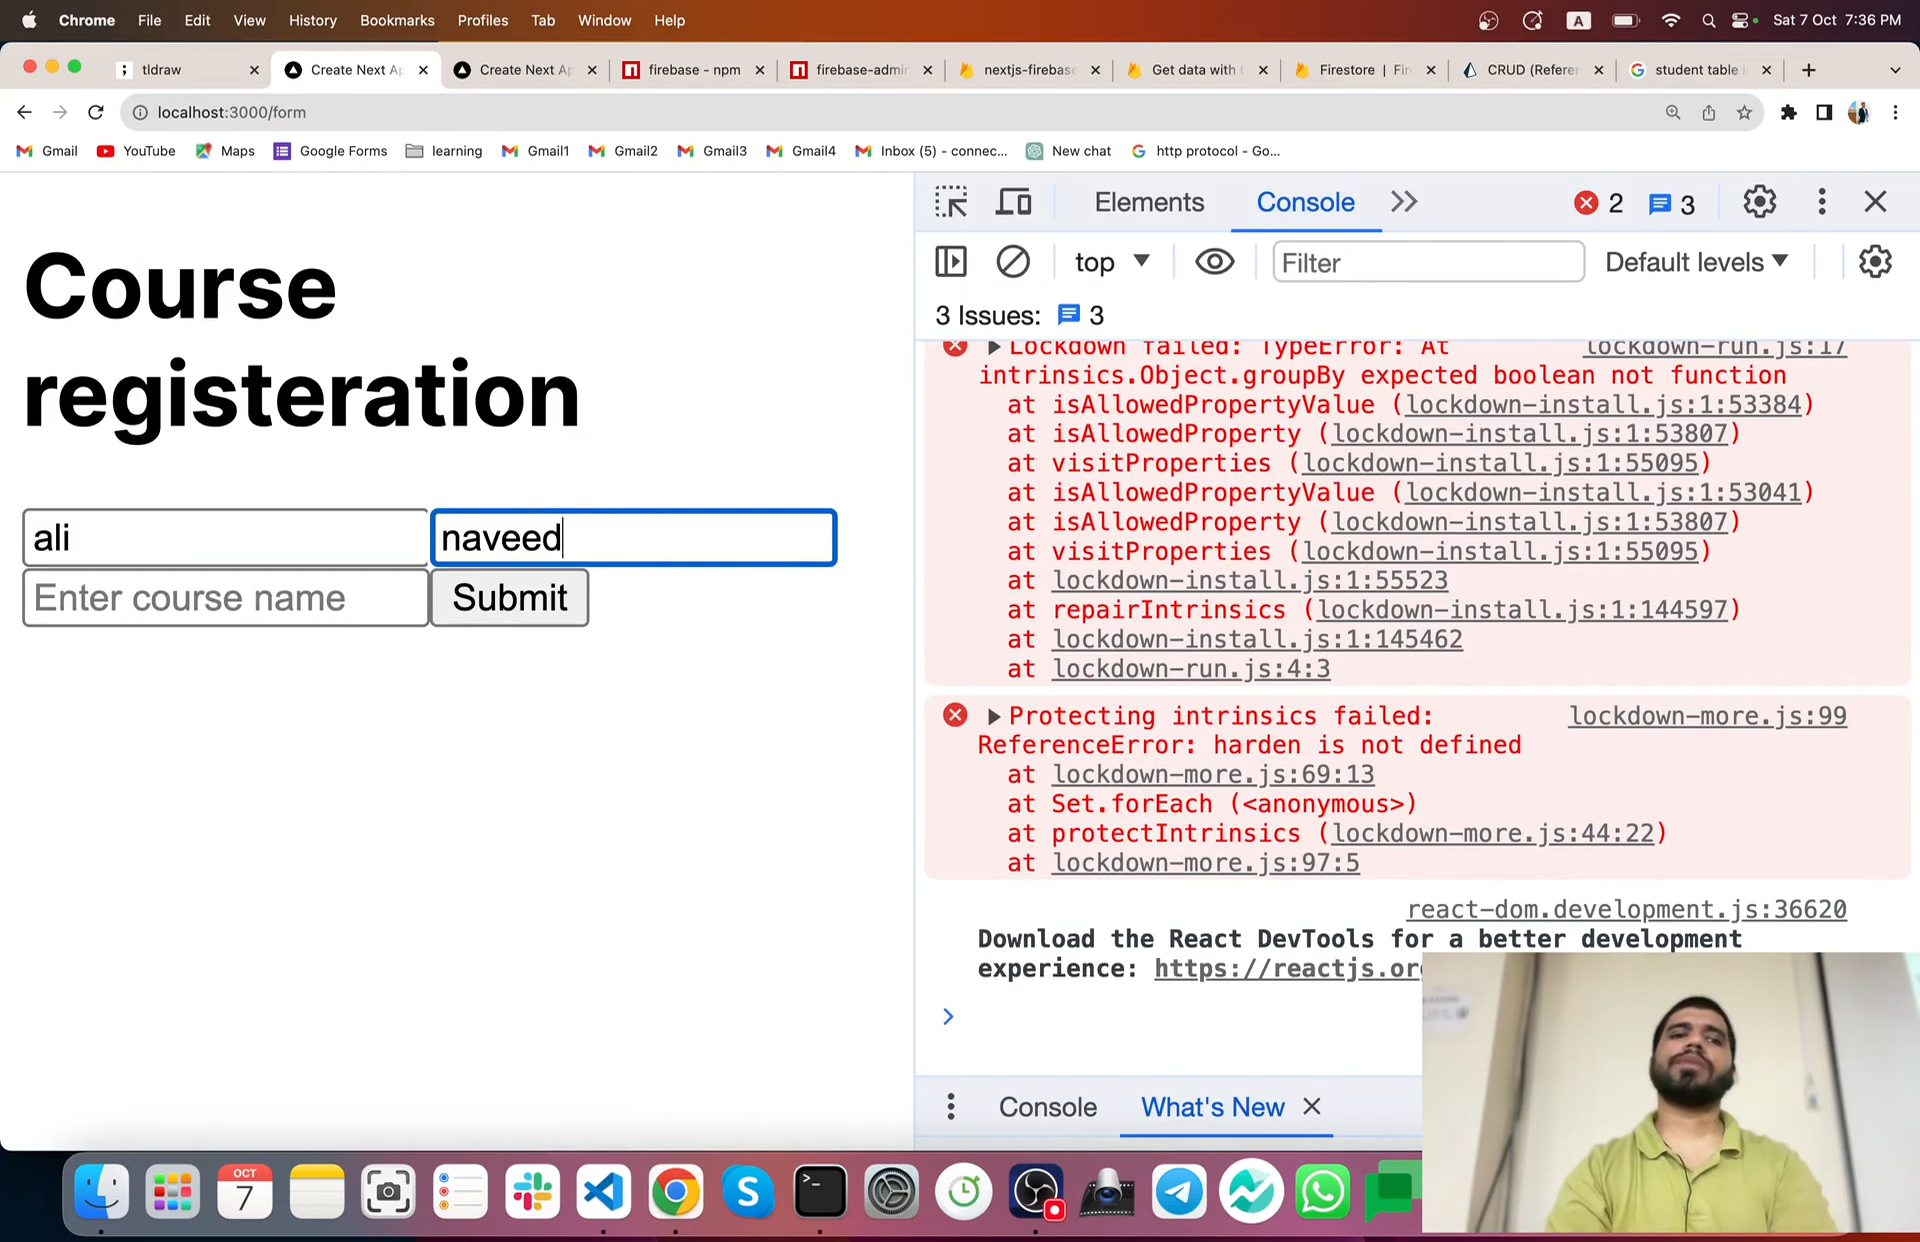 Chrome File Edit View History Bookmarks Profiles Tab Window Help
A Sat 7 Oct 7:36 PM
tldraw
Create Next Ap
Create Next Ap
firebase - npm
firebase-admin
nextjs-firebase
Get data with
Firestore | Fir
CRUD (Referen
student table i
localhost:3000/form
Gmail YouTube Maps Google Forms learning Gmail1 Gmail2 Gmail3 Gmail4 Inbox (5) - connec... New chat http protocol - Go...
Course
registeration
ali
naveed
Enter course name
Submit
Elements Console 2 3
top Filter Default levels
3 Issues: 3
Lockdown failed: TypeError: At lockdown-run.js:17
intrinsics.Object.groupBy expected boolean not function
at isAllowedPropertyValue (lockdown-install.js:1:53384)
at isAllowedProperty (lockdown-install.js:1:53807)
at visitProperties (lockdown-install.js:1:55095)
at isAllowedPropertyValue (lockdown-install.js:1:53041)
at isAllowedProperty (lockdown-install.js:1:53807)
at visitProperties (lockdown-install.js:1:55095)
at lockdown-install.js:1:55523
at repairIntrinsics (lockdown-install.js:1:144597)
at lockdown-install.js:1:145462
at lockdown-run.js:4:3
Protecting intrinsics failed: lockdown-more.js:99
ReferenceError: harden is not defined
at lockdown-more.js:69:13
at Set.forEach (<anonymous>)
at protectIntrinsics (lockdown-more.js:44:22)
at lockdown-more.js:97:5
react-dom.development.js:36620
Download the React DevTools for a better development
experience: https://reactjs.org
Console What's New
OCT
7